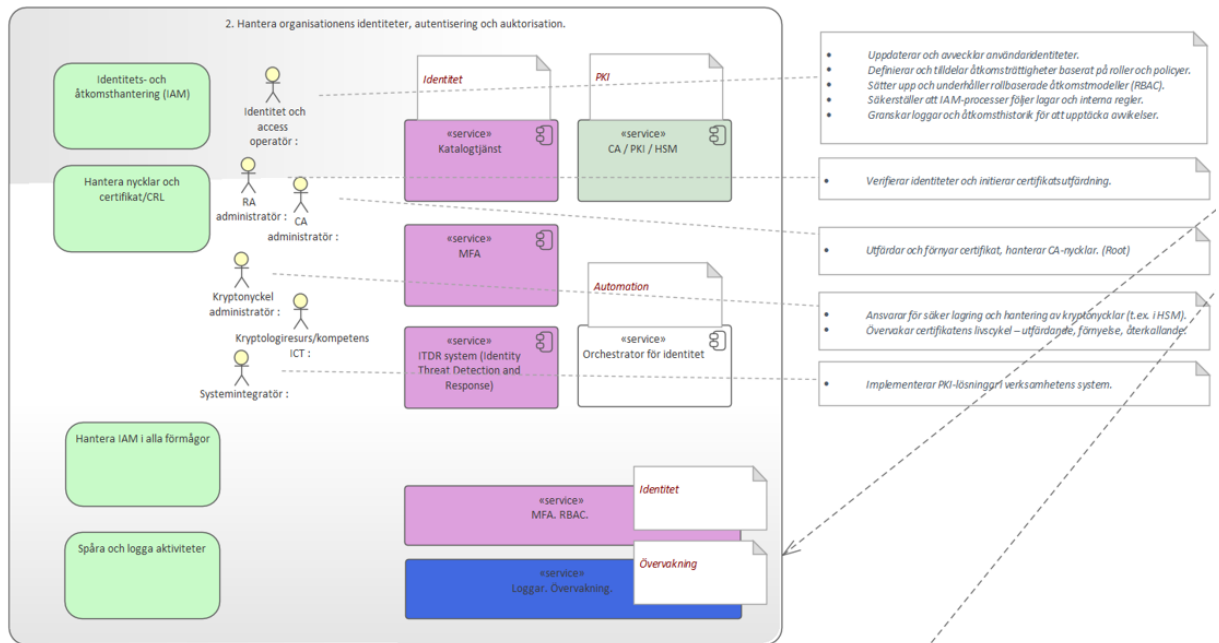 2. Hantera organisationens identiteter, autentisering och auktorisation.
Identitets- och
åtkomsthantering (IAM)
Identitet och
access
operatör :
Identitet
PKI
«service»
Katalogtjänst
«service»
CA / PKI / HSM
Uppdaterar och avvecklar användaridentiteter.
Definierar och tilldelar åtkomsträttigheter baserat på roller och policyer.
Sätter upp och underhåller rollbaserade åtkomstmodeller (RBAC).
Säkerställer att IAM-processer följer lagar och interna regler.
Granskar loggar och åtkomsthistorik för att upptäcka avvikelser.
Hantera nycklar och
certifikat/CRL
RA
administratör :
CA
administratör :
Verifierar identiteter och initierar certifikatsutfärdning.
«service»
MFA
Utfärdar och förnyar certifikat, hanterar CA-nycklar. (Root)
Kryptonyckel
administratör :
Automation
Ansvarar för säker lagring och hantering av kryptonycklar (t.ex. i HSM).
Övervakar certifikatens livscykel – utfärdande, förnyelse, återkallande.
Kryptologiresurs/kompetens
ICT :
«service»
ITDR system (Identity
Threat Detection and
Response)
«service»
Orchestrator för identitet
Systemintegratör :
Implementerar PKI-lösningar i verksamhetens system.
Hantera IAM i alla förmågor
«service»
MFA. RBAC.
Identitet
Spåra och logga aktiviteter
«service»
Loggar. Övervakning.
Övervakning